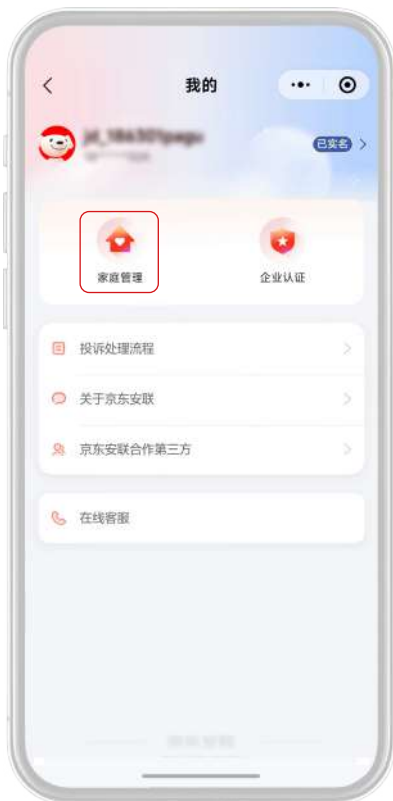 我的
已实名
家庭管理
企业认证
投诉处理流程
关于京东安联
京东安联合作第三方
在线客服